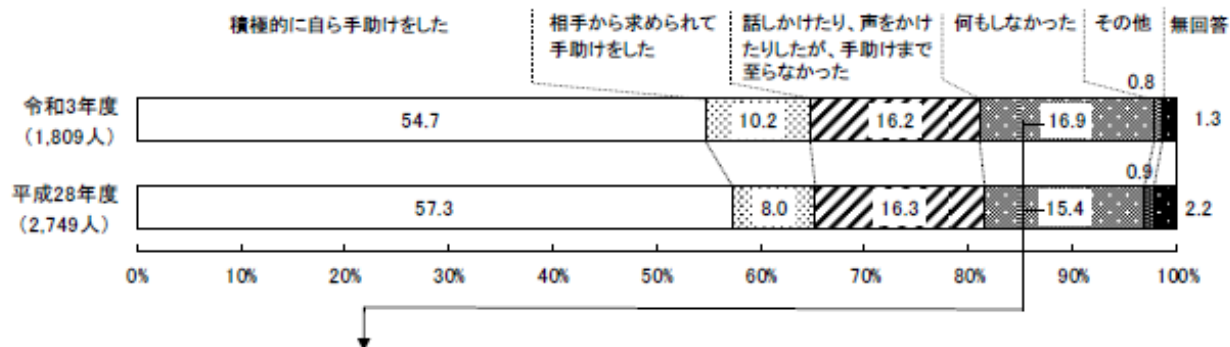 積極的に自ら手助けをした
相手から求められて
手助けをした
話しかけたり、声をかけ
たりしたが、手助けまで
至らなかった
何もしなかった
その他
無回答
令和3年度
(1,809人)
54.7
10.2
16.2
16.9
0.8
1.3
平成28年度
(2,749人)
57.3
8.0
16.3
15.4
0.9
2.2
0%
10%
20%
30%
40%
50%
60%
70%
80%
90%
100%